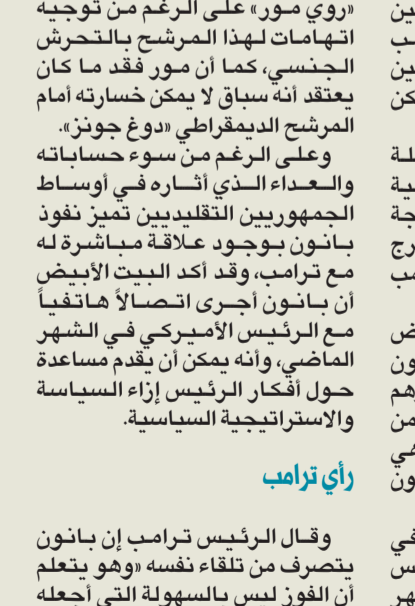 «روي مور» على الرغم من توجيه
اتهامات لهذا المرشح بالتحرش
الجنسي، كما أن مور فقد ما كان
يعتقد أنه سباق لا يمكن خسارته أمام
المرشح الديمقراطي «دوغ جونز».
وعلى الرغم من سوء حساباته
والعداء الذي أثاره في أوساط
الجمهوريين التقليديين تميز نفوذ
بانون بوجود علاقة مباشرة له
مع ترامب، وقد أكد البيت الأبيض
أن بانون أجرى اتصالاً هاتفياً
مع الرئيس الأميركي في الشهر
الماضي، وأنه يمكن أن يقدم مساعدة
حول أفكار الرئيس إزاء السياسة
والاستراتيجية السياسية.
رأي ترامب
وقال الرئيس ترامب إن بانون
يتصرف من تلقاء نفسه «وهو يتعلم
أن الفوز ليس بالسهولة التي أجعله